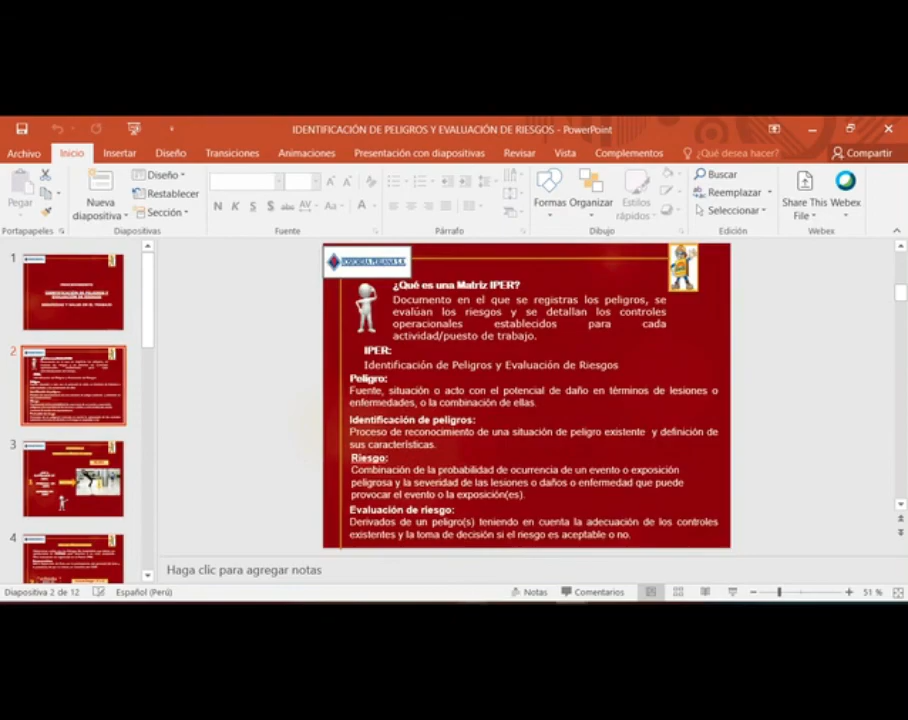 IDENTIFICACIÓN DE PELIGROS Y EVALUACIÓN DE RIESGOS - PowerPoint
Archivo Inicio Insertar Diseño Transiciones Animaciones Presentación con diapositivas Revisar Vista Complementos ¿Qué desea hacer? Compartir
Pegar
Nueva diapositiva
Diseño
Restablecer
Sección
N K S S abc AV Aa A
Formas Organizar Estilos rápidos
Buscar
Reemplazar
Seleccionar
Share This File Webex
Portapapeles Diapositivas Fuente Párrafo Dibujo Edición Webex
1
2
3
4
PERUANA S.A.
¿Qué es una Matriz IPER?
Documento en el que se registras los peligros, se
evalúan los riesgos y se detallan los controles
operacionales establecidos para cada
actividad/puesto de trabajo.
IPER:
Identificación de Peligros y Evaluación de Riesgos
Peligro:
Fuente, situación o acto con el potencial de daño en términos de lesiones o
enfermedades, o la combinación de ellas.
Identificación de peligros:
Proceso de reconocimiento de una situación de peligro existente y definición de
sus características.
Riesgo:
Combinación de la probabilidad de ocurrencia de un evento o exposición
peligrosa y la severidad de las lesiones o daños o enfermedad que puede
provocar el evento o la exposición(es).
Evaluación de riesgo:
Derivados de un peligro(s) teniendo en cuenta la adecuación de los controles
existentes y la toma de decisión si el riesgo es aceptable o no.
Haga clic para agregar notas
Diapositiva 2 de 12 Español (Perú) Notas Comentarios 51 %